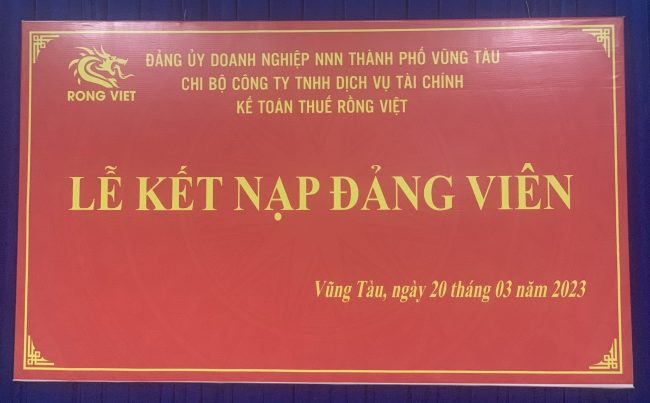 RONG VIET
ĐẢNG ỦY DOANH NGHIỆP NNN THÀNH PHỐ VŨNG TÀU
CHI BỘ CÔNG TY TNHH DỊCH VỤ TÀI CHÍNH
KẾ TOÁN THUẾ RỒNG VIỆT
LỄ KẾT NẠP ĐẢNG VIÊN
Vũng Tàu, ngày 20 tháng 03 năm 2023